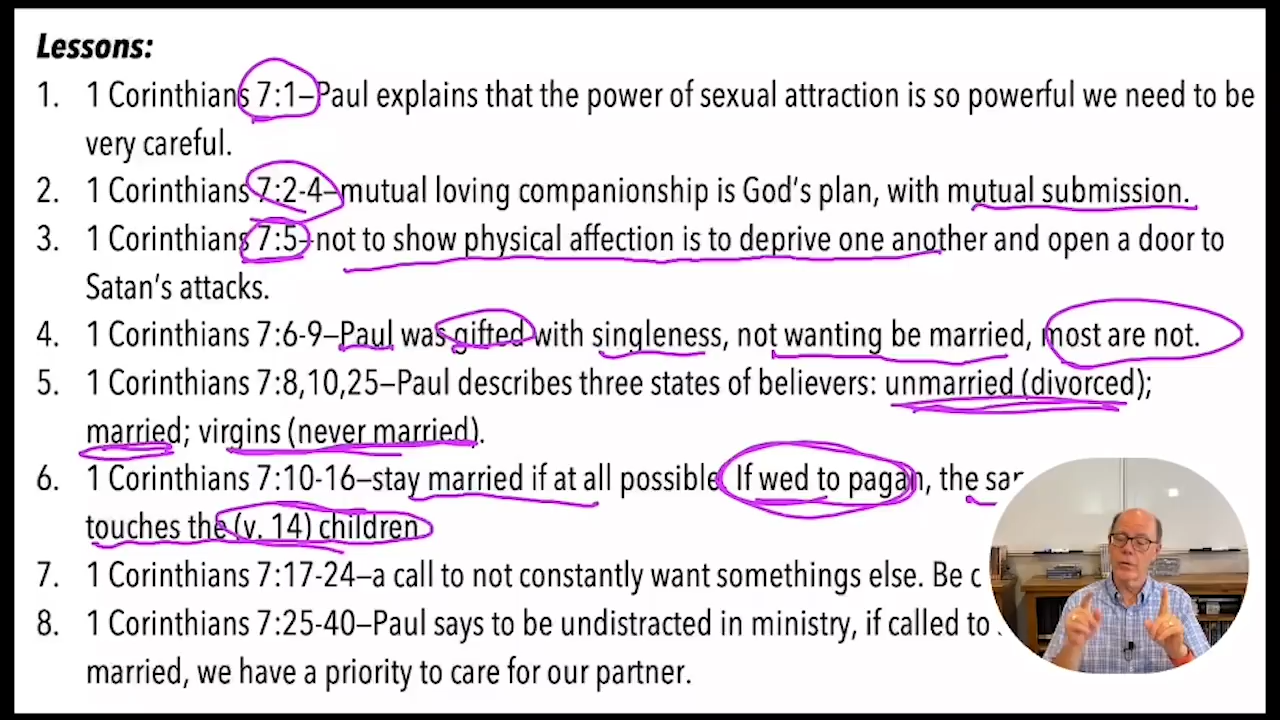 Lessons:
1. 1 Corinthians 7:1–Paul explains that the power of sexual attraction is so powerful we need to be
very careful.
2. 1 Corinthians 7:2-4–mutual loving companionship is God's plan, with mutual submission.
3. 1 Corinthians 7:5–not to show physical affection is to deprive one another and open a door to
Satan's attacks.
4. 1 Corinthians 7:6-9–Paul was gifted with singleness, not wanting be married, most are not.
5. 1 Corinthians 7:8,10,25–Paul describes three states of believers: unmarried (divorced);
married; virgins (never married).
6. 1 Corinthians 7:10-16–stay married if at all possible. If wed to pagan, the
touches the (v. 14) children
7. 1 Corinthians 7:17-24–a call to not constantly want somethings else. Be
8. 1 Corinthians 7:25-40–Paul says to be undistracted in ministry, if called to
married, we have a priority to care for our partner.